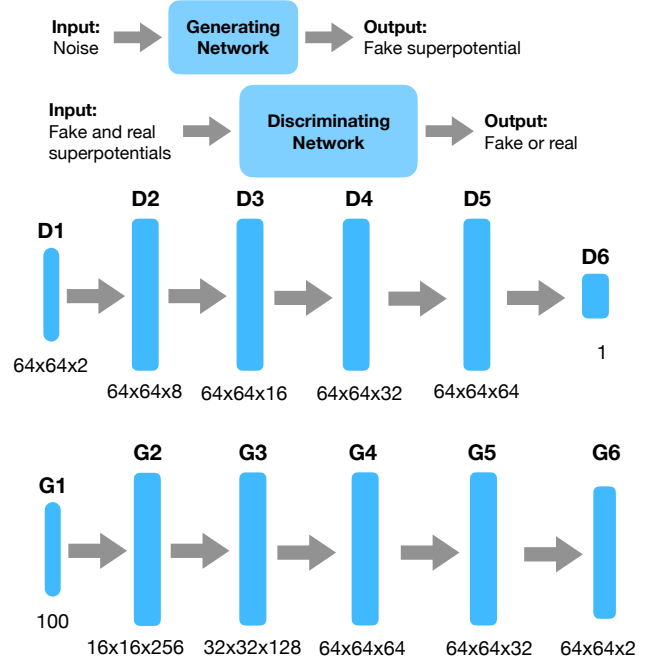 Input:
Noise
Generating
Network
Output:
Fake superpotential
Input:
Fake and real
superpotentials
Discriminating
Network
Output:
Fake or real
D1
D2
D3
D4
D5
D6
64x64x2
64x64x8
64x64x16
64x64x32
64x64x64
1
G1
G2
G3
G4
G5
G6
100
16x16x256
32x32x128
64x64x64
64x64x32
64x64x2